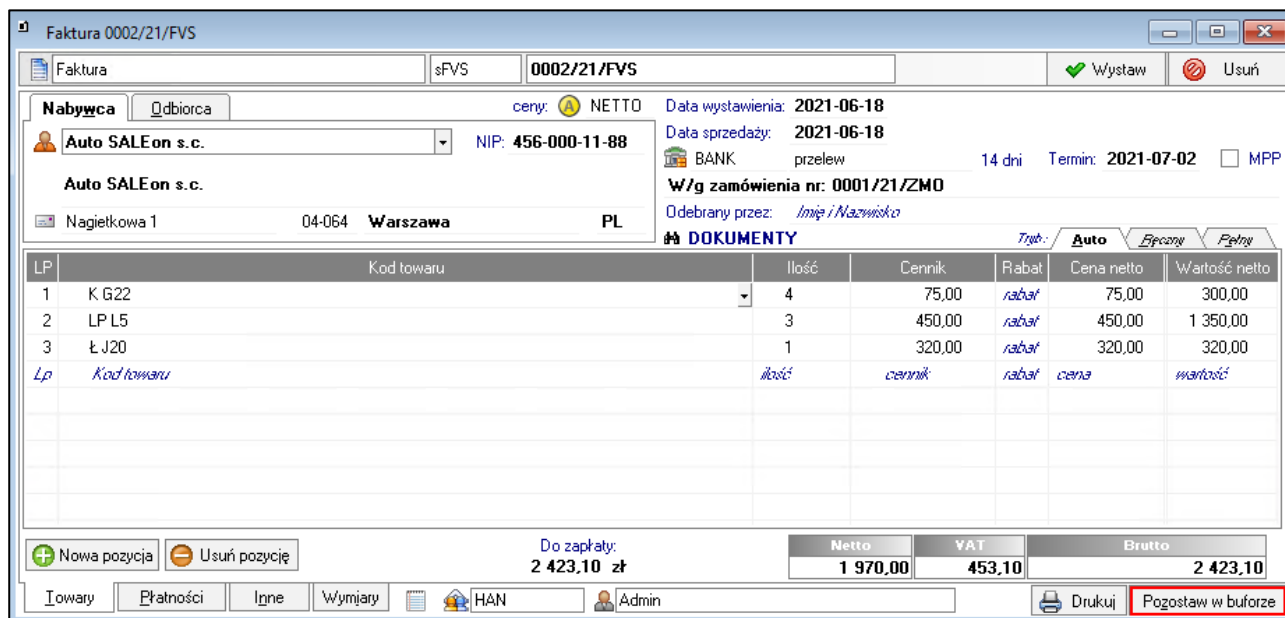 Faktura 0002/21/FVS
Faktura sFVS 0002/21/FVS Wystaw Usuń
Nabywca Odbiorca ceny: A NETTO
Auto SALEon s.c. NIP: 456-000-11-88
Auto SALEon s.c.
Nagietkowa 1 04-064 Warszawa PL
Data wystawienia: 2021-06-18
Data sprzedaży: 2021-06-18
BANK przelew 14 dni Termin: 2021-07-02 MPP
W/g zamówienia nr: 0001/21/ZMO
Odebrany przez: Imię i Nazwisko
DOKUMENTY Tryb: Auto Ręczny Pełny
LP Kod towaru Ilość Cennik Rabat Cena netto Wartość netto
1 K G22 4 75,00 rabat 75,00 300,00
2 LP L5 3 450,00 rabat 450,00 1 350,00
3 Ł J20 1 320,00 rabat 320,00 320,00
Lp Kod towaru ilość cennik rabat cena wartość
Nowa pozycja Usuń pozycję
Do zapłaty:
2 423,10 zł
Netto VAT Brutto
1 970,00 453,10 2 423,10
Towary Płatności Inne Wymiary HAN Admin Drukuj Pozostaw w buforze